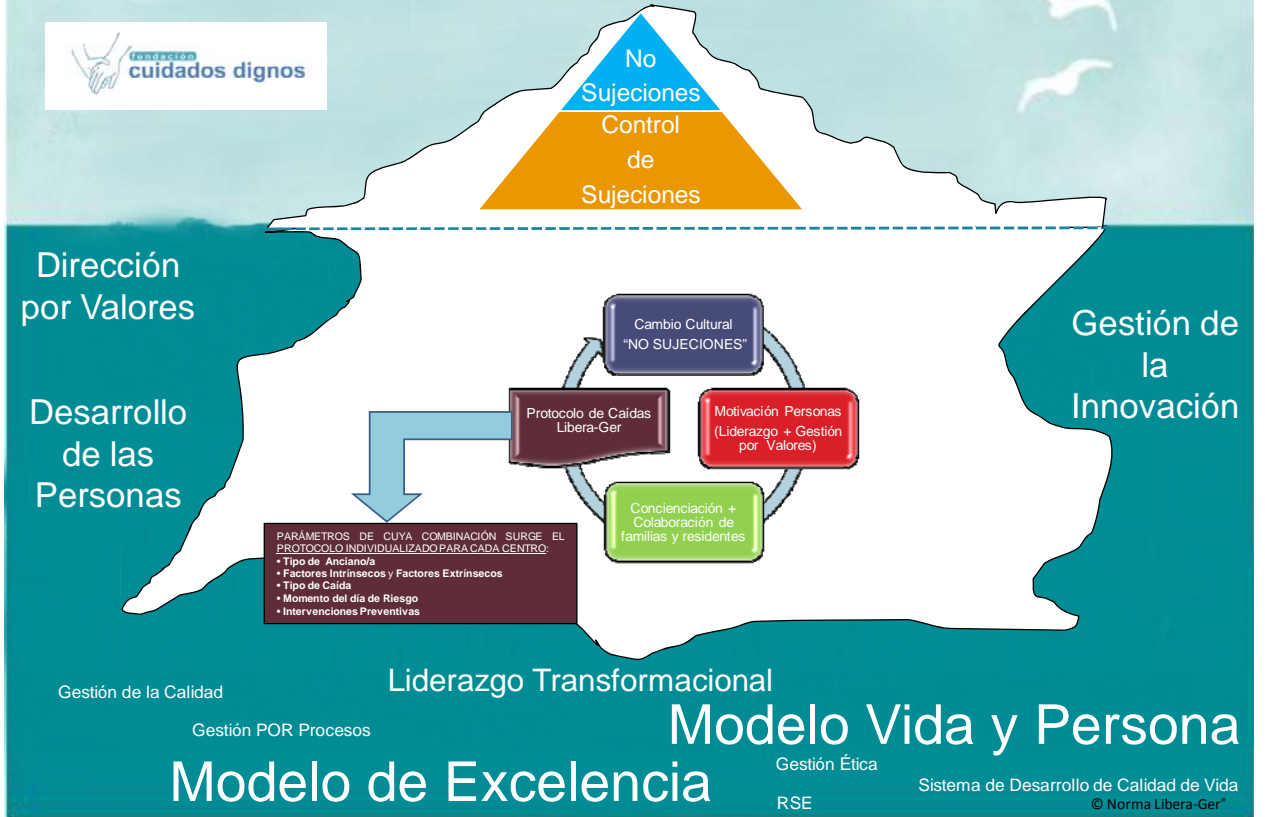 fundación
cuidados dignos
No
Sujeciones
Control
de
Sujeciones
Dirección
por Valores
Desarrollo
de las
Personas
Gestión de
la
Innovación
Cambio Cultural
“NO SUJECIONES”
Protocolo de Caídas
Libera-Ger
Motivación Personas
(Liderazgo + Gestión
por Valores)
Concienciación +
Colaboración de
familias y residentes
PARÁMETROS DE CUYA COMBINACIÓN SURGE EL
PROTOCOLO INDIVIDUALIZADO PARA CADA CENTRO:
• Tipo de Anciano/a
• Factores Intrínsecos y Factores Extrínsecos
• Tipo de Caída
• Momento del día de Riesgo
• Intervenciones Preventivas
Liderazgo Transformacional
Gestión de la Calidad
Gestión POR Procesos
Modelo Vida y Persona
Modelo de Excelencia
Gestión Ética
Sistema de Desarrollo de Calidad de Vida
RSE
© Norma Libera-Ger*